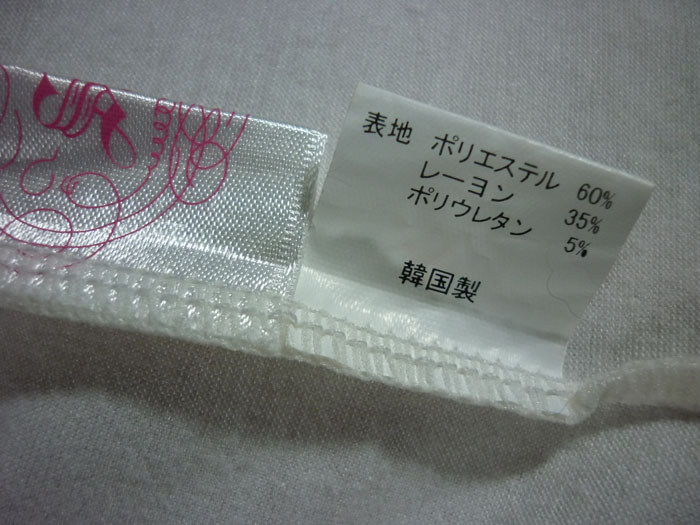 表地 ポリエステル 60%
レーヨン 35%
ポリウレタン 5%
韓国製